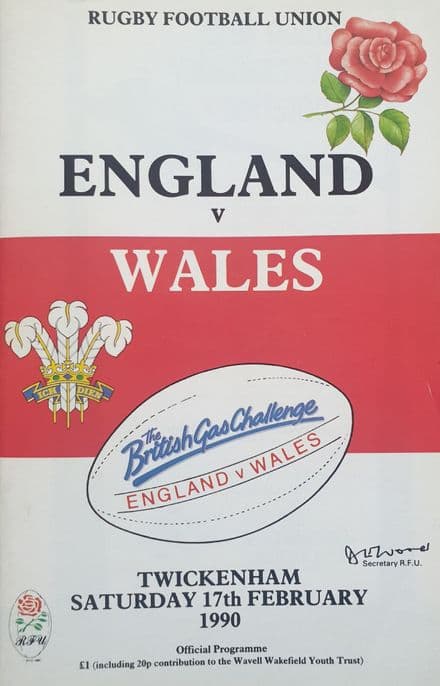 RUGBY FOOTBALL UNION
ENGLAND
v
WALES
ICH DIEN
The
British Gas Challenge
ENGLAND v WALES
Secretary R.F.U.
TWICKENHAM
SATURDAY 17th FEBRUARY
1990
R.F.U.
Official Programme
£1 (including 20p contribution to the Wavell Wakefield Youth Trust)